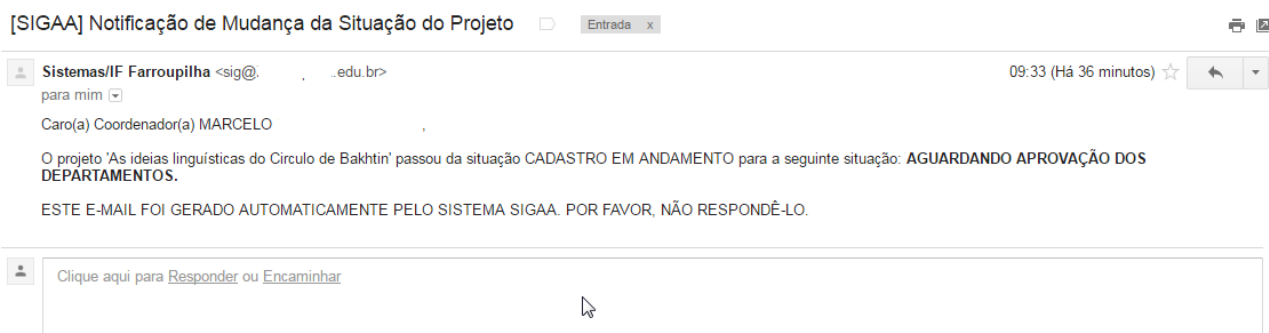 [SIGAA] Notificação de Mudança da Situação do Projeto Entrada x
Sistemas/IF Farroupilha <sig@. , ..edu.br> 09:33 (Há 36 minutos)
para mim
Caro(a) Coordenador(a) MARCELO ,
O projeto 'As ideias linguísticas do Circulo de Bakhtin' passou da situação CADASTRO EM ANDAMENTO para a seguinte situação: AGUARDANDO APROVAÇÃO DOS
DEPARTAMENTOS.
ESTE E-MAIL FOI GERADO AUTOMATICAMENTE PELO SISTEMA SIGAA. POR FAVOR, NÃO RESPONDÊ-LO.
Clique aqui para Responder ou Encaminhar